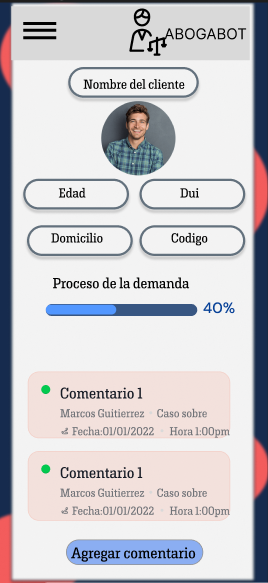 ABOGABOT
Nombre del cliente
Edad Dui
Domicilio Codigo
Proceso de la demanda
40%
Comentario 1
Marcos Guitierrez · Caso sobre
Fecha:01/01/2022 · Hora 1:00pm
Comentario 1
Marcos Guitierrez · Caso sobre
Fecha:01/01/2022 · Hora 1:00pm
Agregar comentario